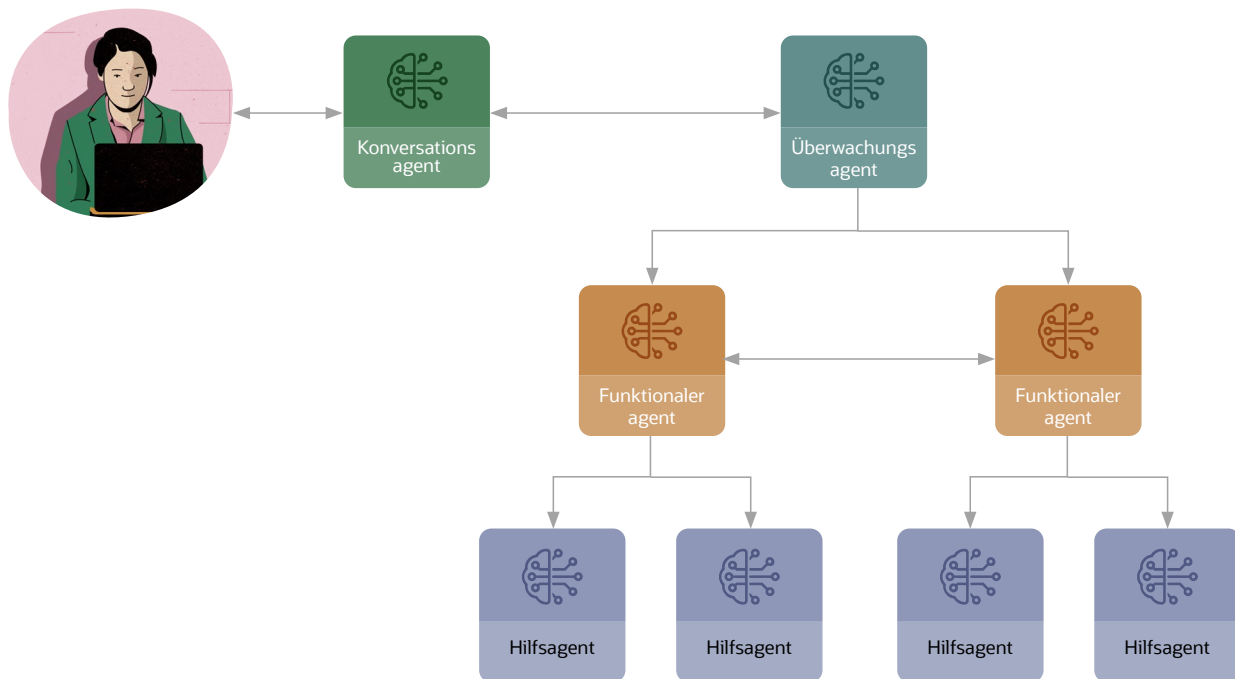 Konversations
agent
Überwachungs
agent
Funktionaler
agent
Funktionaler
agent
Hilfsagent
Hilfsagent
Hilfsagent
Hilfsagent